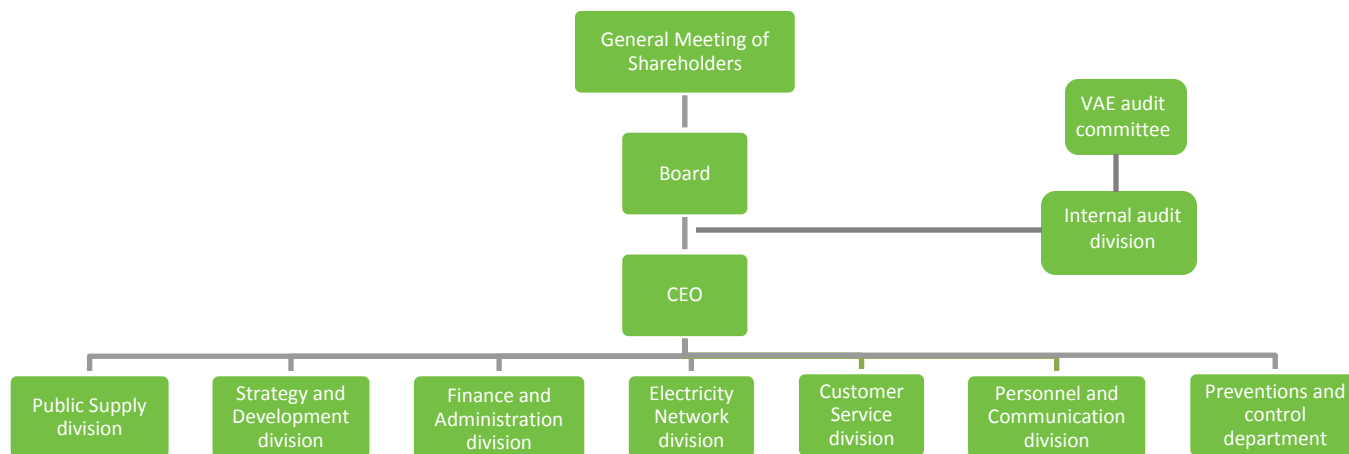 General Meeting of
Shareholders
VAE audit
committee
Board
Internal audit
division
CEO
Public Supply
division
Strategy and
Development
division
Finance and
Administration
division
Electricity
Network
division
Customer
Service
division
Personnel and
Communication
division
Preventions and
control
department